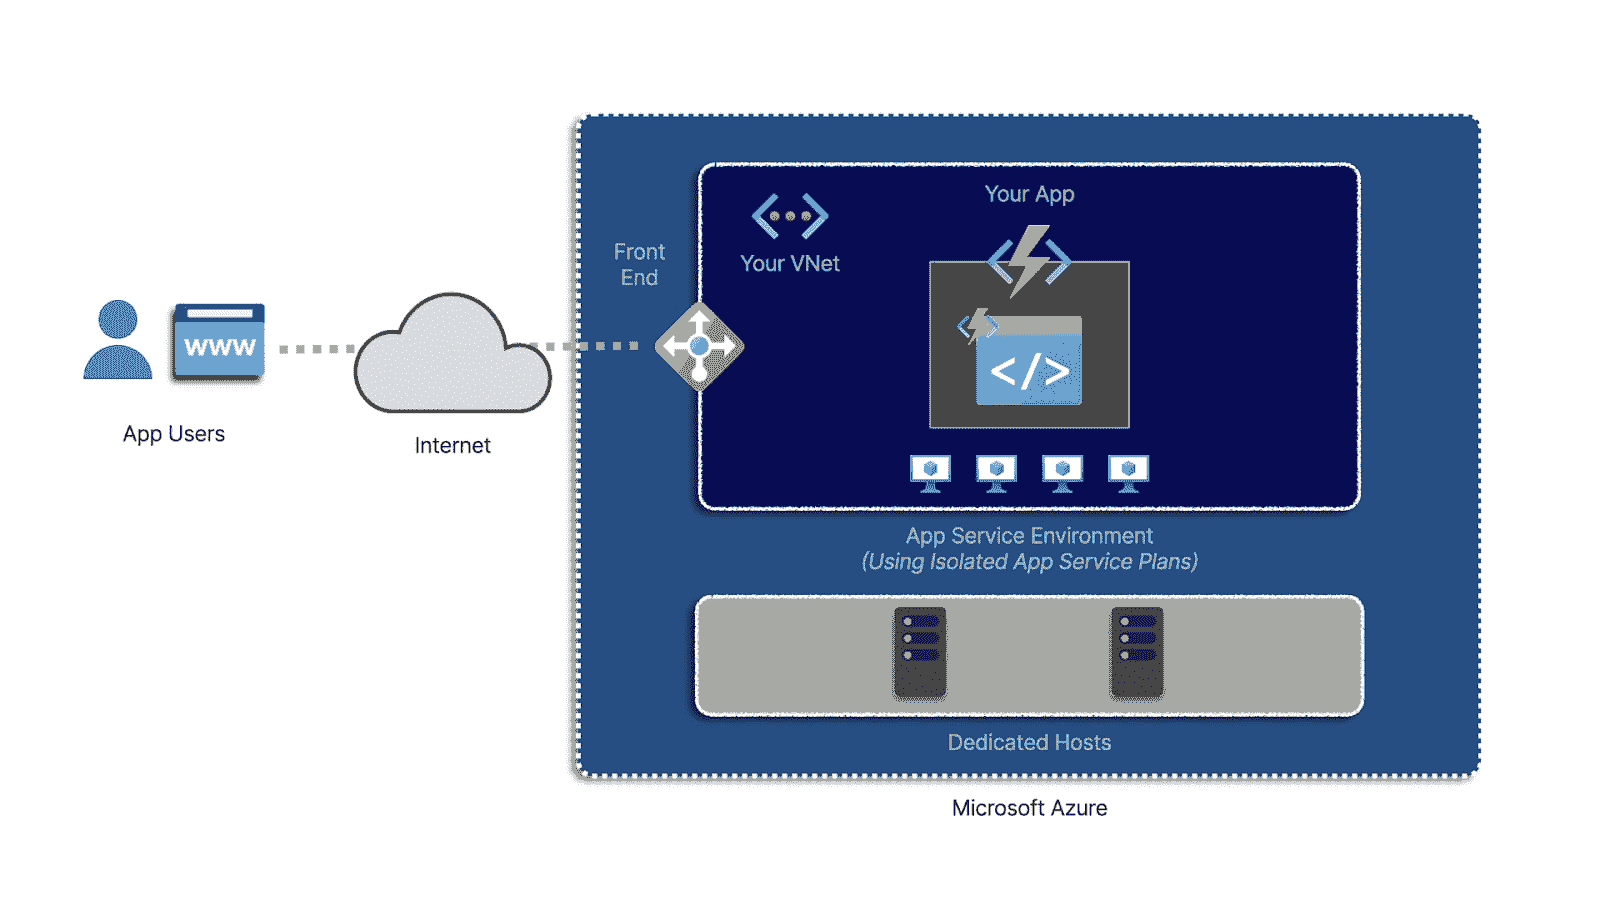 Your App
Your VNet
Front
End
WWW
</>
App Users
Internet
App Service Environment
(Using Isolated App Service Plans)
Dedicated Hosts
Microsoft Azure